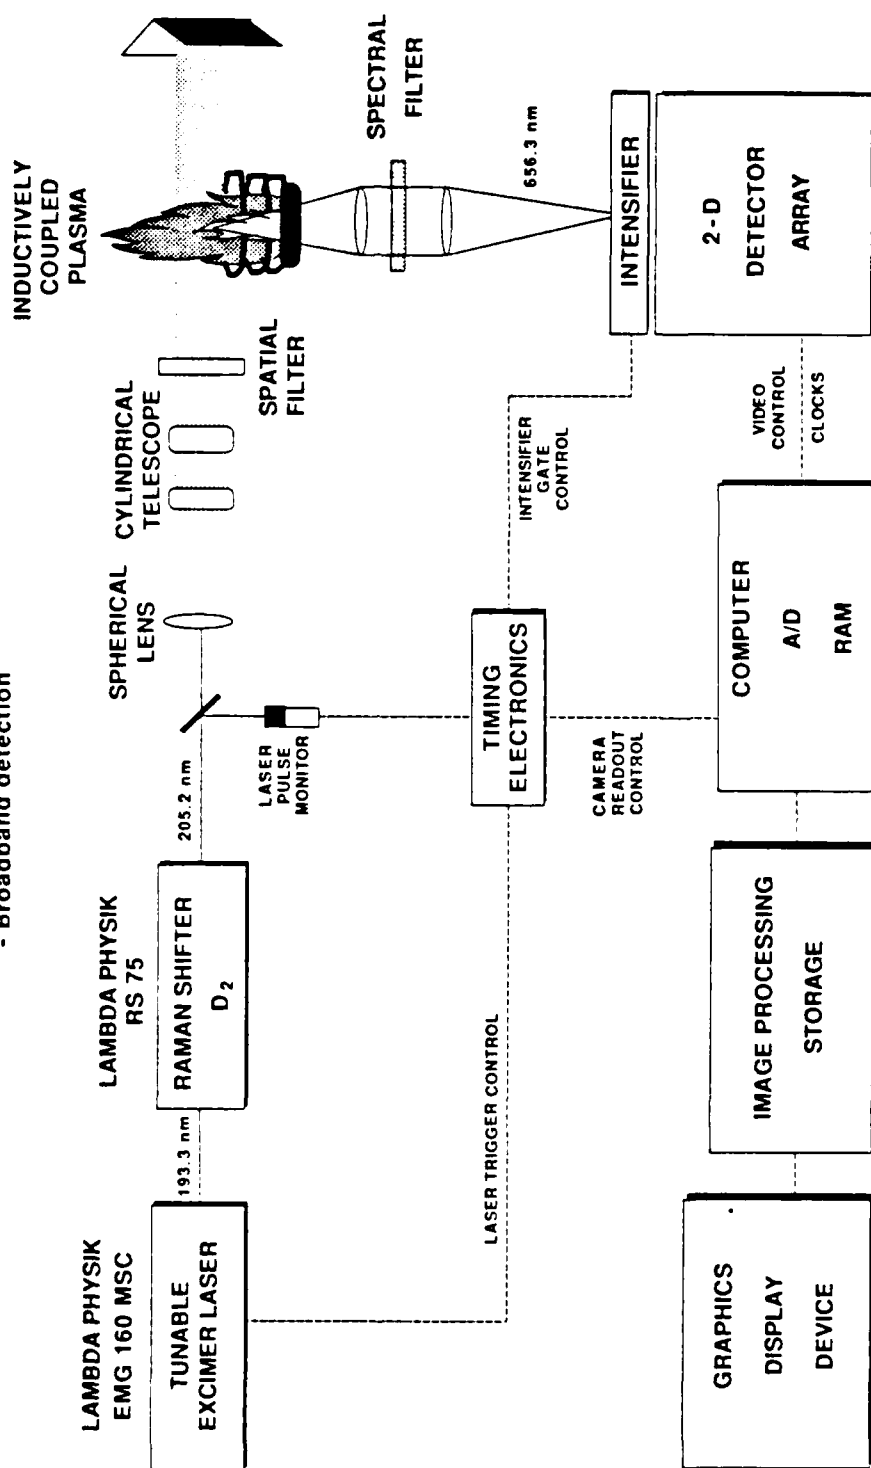 - Broadband detection
LAMBDA PHYSIK
EMG 160 MSC
TUNABLE
EXCIMER LASER
193.3 nm
LAMBDA PHYSIK
RS 75
RAMAN SHIFTER
D2
205.2 nm
LASER
PULSE
MONITOR
SPHERICAL
LENS
CYLINDRICAL
TELESCOPE
SPATIAL
FILTER
INDUCTIVELY
COUPLED
PLASMA
SPECTRAL
FILTER
656.3 nm
LASER TRIGGER CONTROL
TIMING
ELECTRONICS
INTENSIFIER
GATE
CONTROL
INTENSIFIER
2-D
DETECTOR
ARRAY
CAMERA
READOUT
CONTROL
VIDEO
CONTROL
CLOCKS
GRAPHICS
DISPLAY
DEVICE
IMAGE PROCESSING
STORAGE
COMPUTER
A/D
RAM